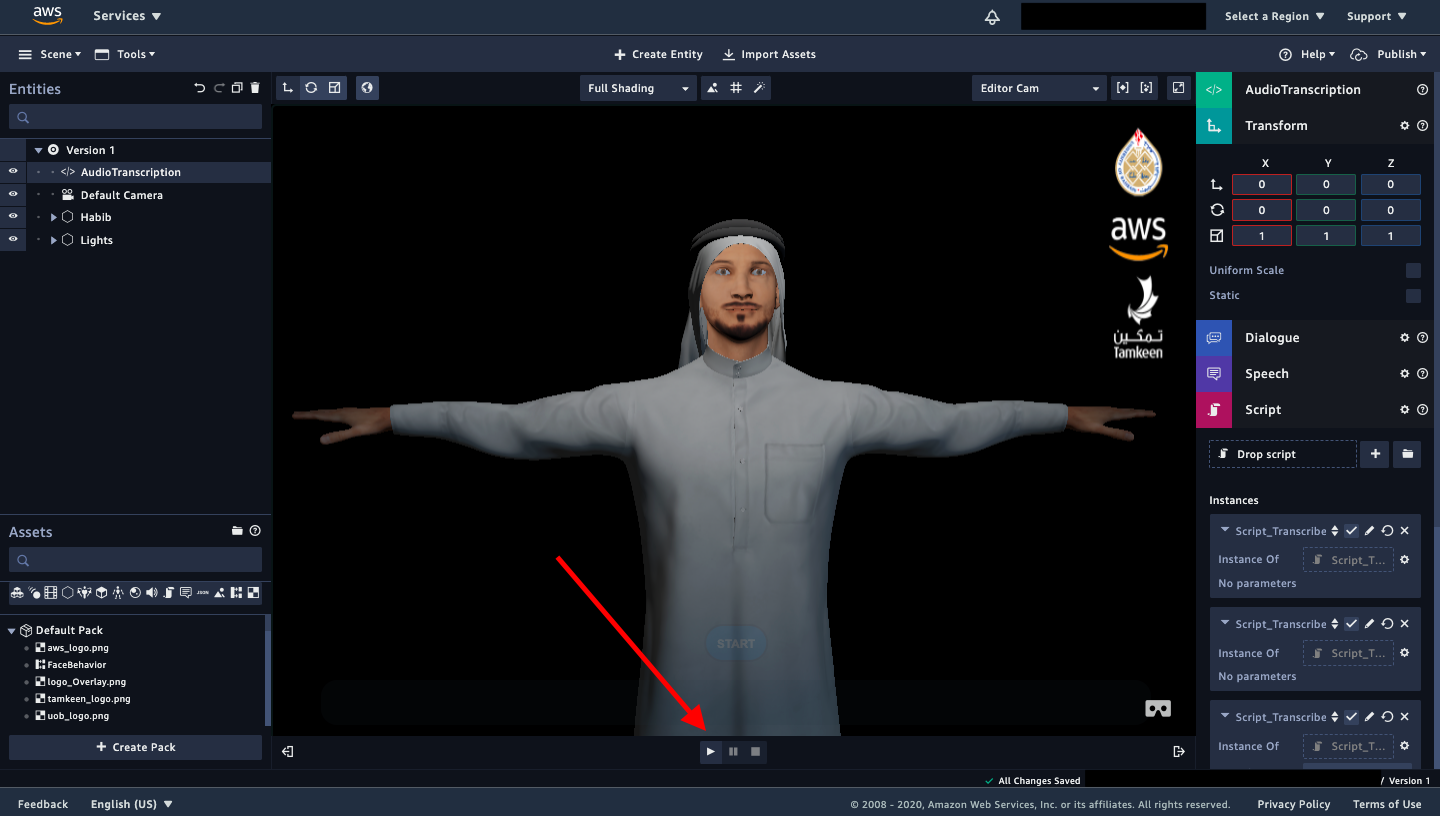 aws
Services
Select a Region
Support
Scene
Tools
Create Entity
Import Assets
Help
Publish
Entities
Version 1
AudioTranscription
Default Camera
Habib
Lights
Assets
JSON
Default Pack
aws_logo.png
FaceBehavior
logo_Overlay.png
tamkeen_logo.png
uob_logo.png
Create Pack
Full Shading
Editor Cam
aws
تمكين
Tamkeen
START
AudioTranscription
Transform
X Y Z
0 0 0
0 0 0
1 1 1
Uniform Scale
Static
Dialogue
Speech
Script
Drop script
Instances
Script_Transcribe
Instance Of Script_T...
No parameters
Script_Transcribe
Instance Of Script_T...
No parameters
Script_Transcribe
Instance Of Script_T...
All Changes Saved
/ Version 1
Feedback
English (US)
© 2008 - 2020, Amazon Web Services, Inc. or its affiliates. All rights reserved.
Privacy Policy
Terms of Use